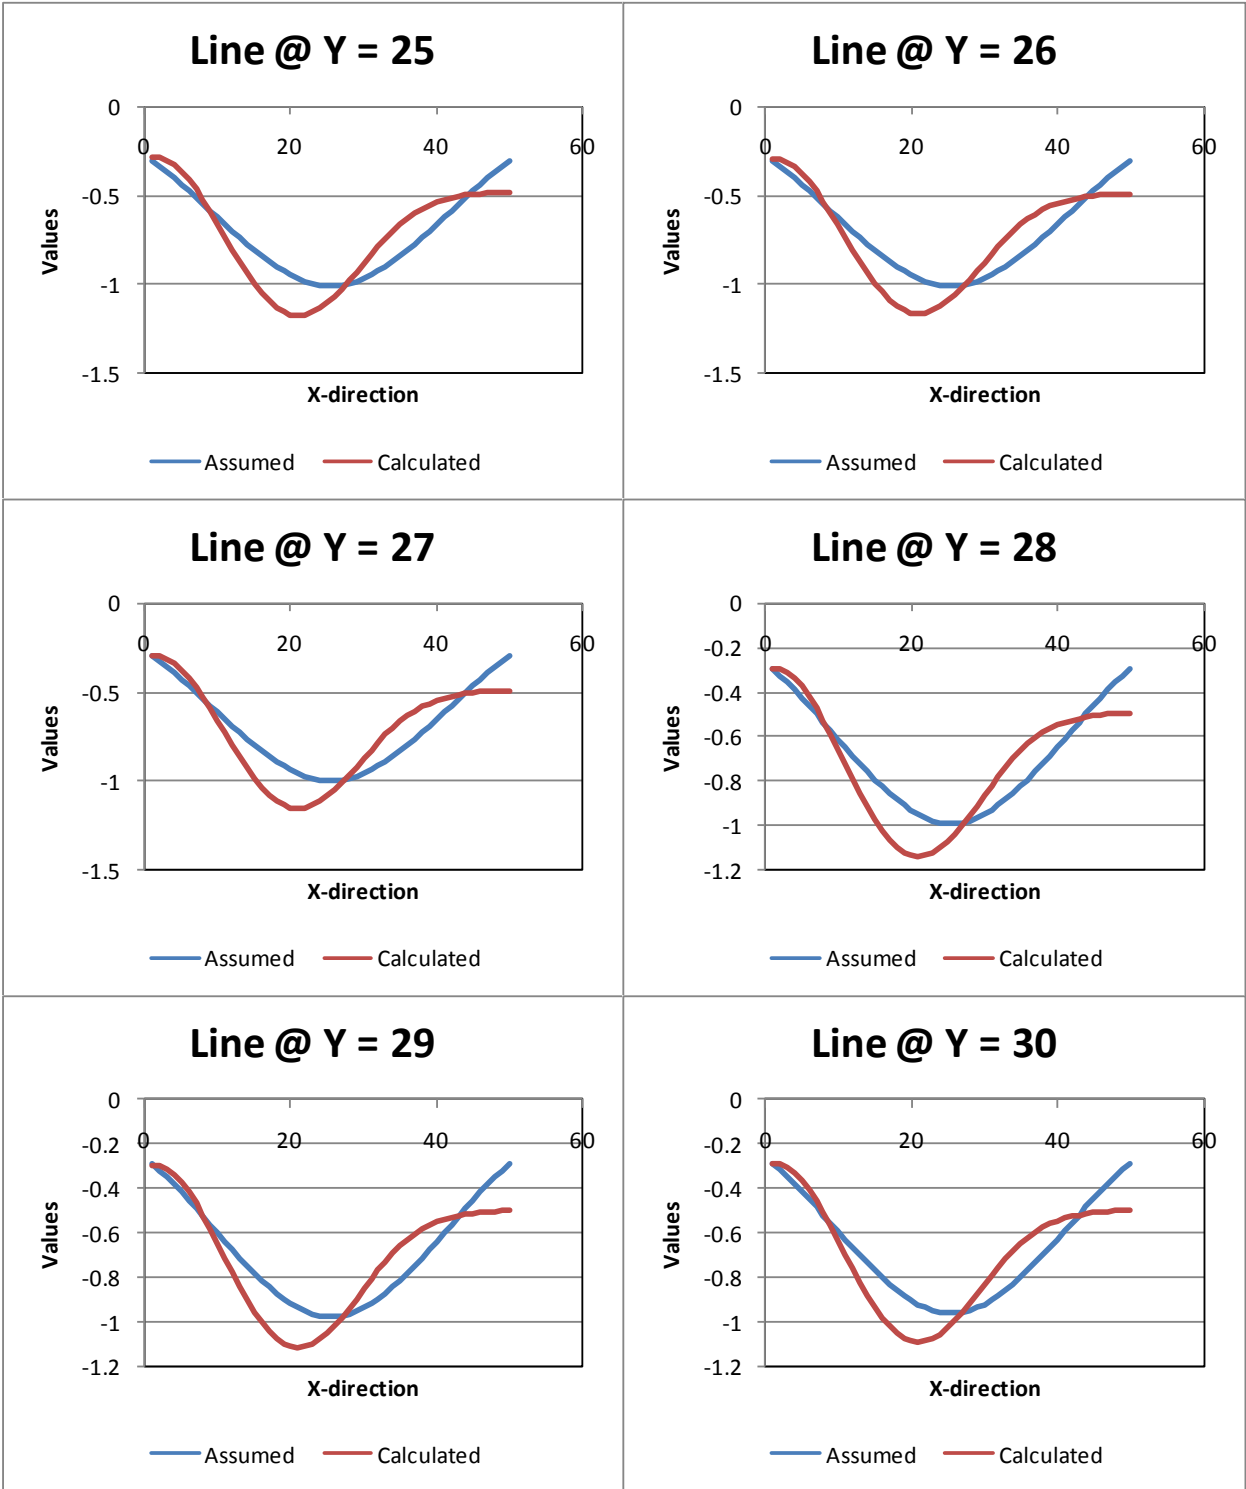 Line @ Y = 25
0
-0.5
-1
-1.5
0 20 40 60
Values
X-direction
Assumed Calculated
Line @ Y = 26
0
-0.5
-1
-1.5
0 20 40 60
Values
X-direction
Assumed Calculated
Line @ Y = 27
0
-0.5
-1
-1.5
0 20 40 60
Values
X-direction
Assumed Calculated
Line @ Y = 28
0
-0.2
-0.4
-0.6
-0.8
-1
-1.2
0 20 40 60
Values
X-direction
Assumed Calculated
Line @ Y = 29
0
-0.2
-0.4
-0.6
-0.8
-1
-1.2
0 20 40 60
Values
X-direction
Assumed Calculated
Line @ Y = 30
0
-0.2
-0.4
-0.6
-0.8
-1
-1.2
0 20 40 60
Values
X-direction
Assumed Calculated